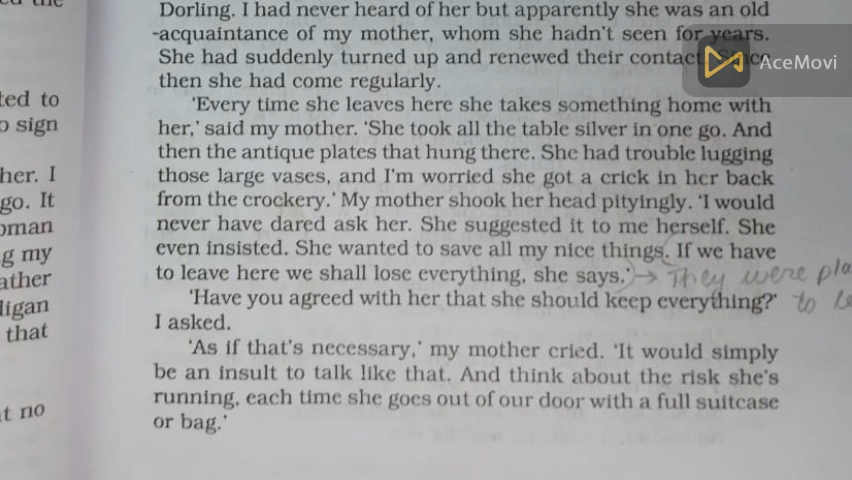 ted to
sign
her. I
go. It
g my
ather
ligan
that
t no
Dorling. I had never heard of her but apparently she was an old
-acquaintance of my mother, whom she hadn't seen for years.
She had suddenly turned up and renewed their contact. Since
then she had come regularly.
'Every time she leaves here she takes something home with
her,' said my mother. 'She took all the table silver in one go. And
then the antique plates that hung there. She had trouble lugging
those large vases, and I'm worried she got a crick in her back
from the crockery.' My mother shook her head pityingly. 'I would
never have dared ask her. She suggested it to me herself. She
even insisted. She wanted to save all my nice things. If we have
to leave here we shall lose everything, she says.' → They were pla
'Have you agreed with her that she should keep everything?' to
I asked.
'As if that's necessary,' my mother cried. 'It would simply
be an insult to talk like that. And think about the risk she's
running, each time she goes out of our door with a full suitcase
or bag.'
AceMovi